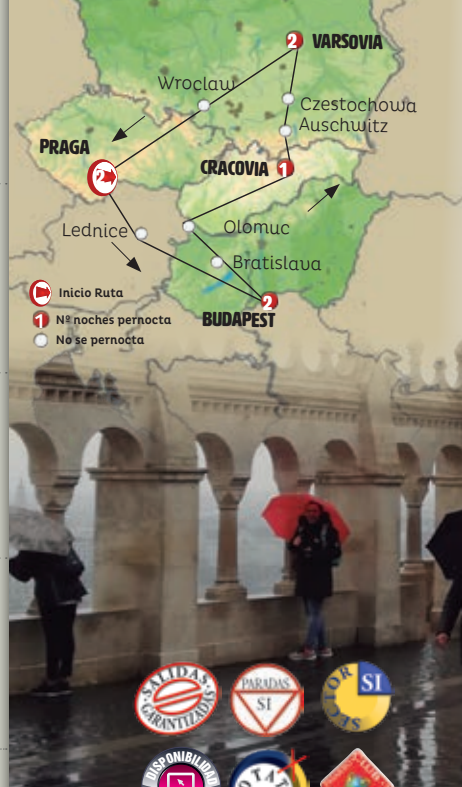 2 VARSOVIA
Wroclaw
Czestochowa
Auschwitz
PRAGA
2
CRACOVIA 1
Lednice
Olomuc
Bratislava
2
BUDAPEST
Inicio Ruta
1 Nº noches pernocta
No se pernocta
SALIDAS GARANTIZADAS
PARADAS
SI
SECTOR SI
DISPONIBILIDAD